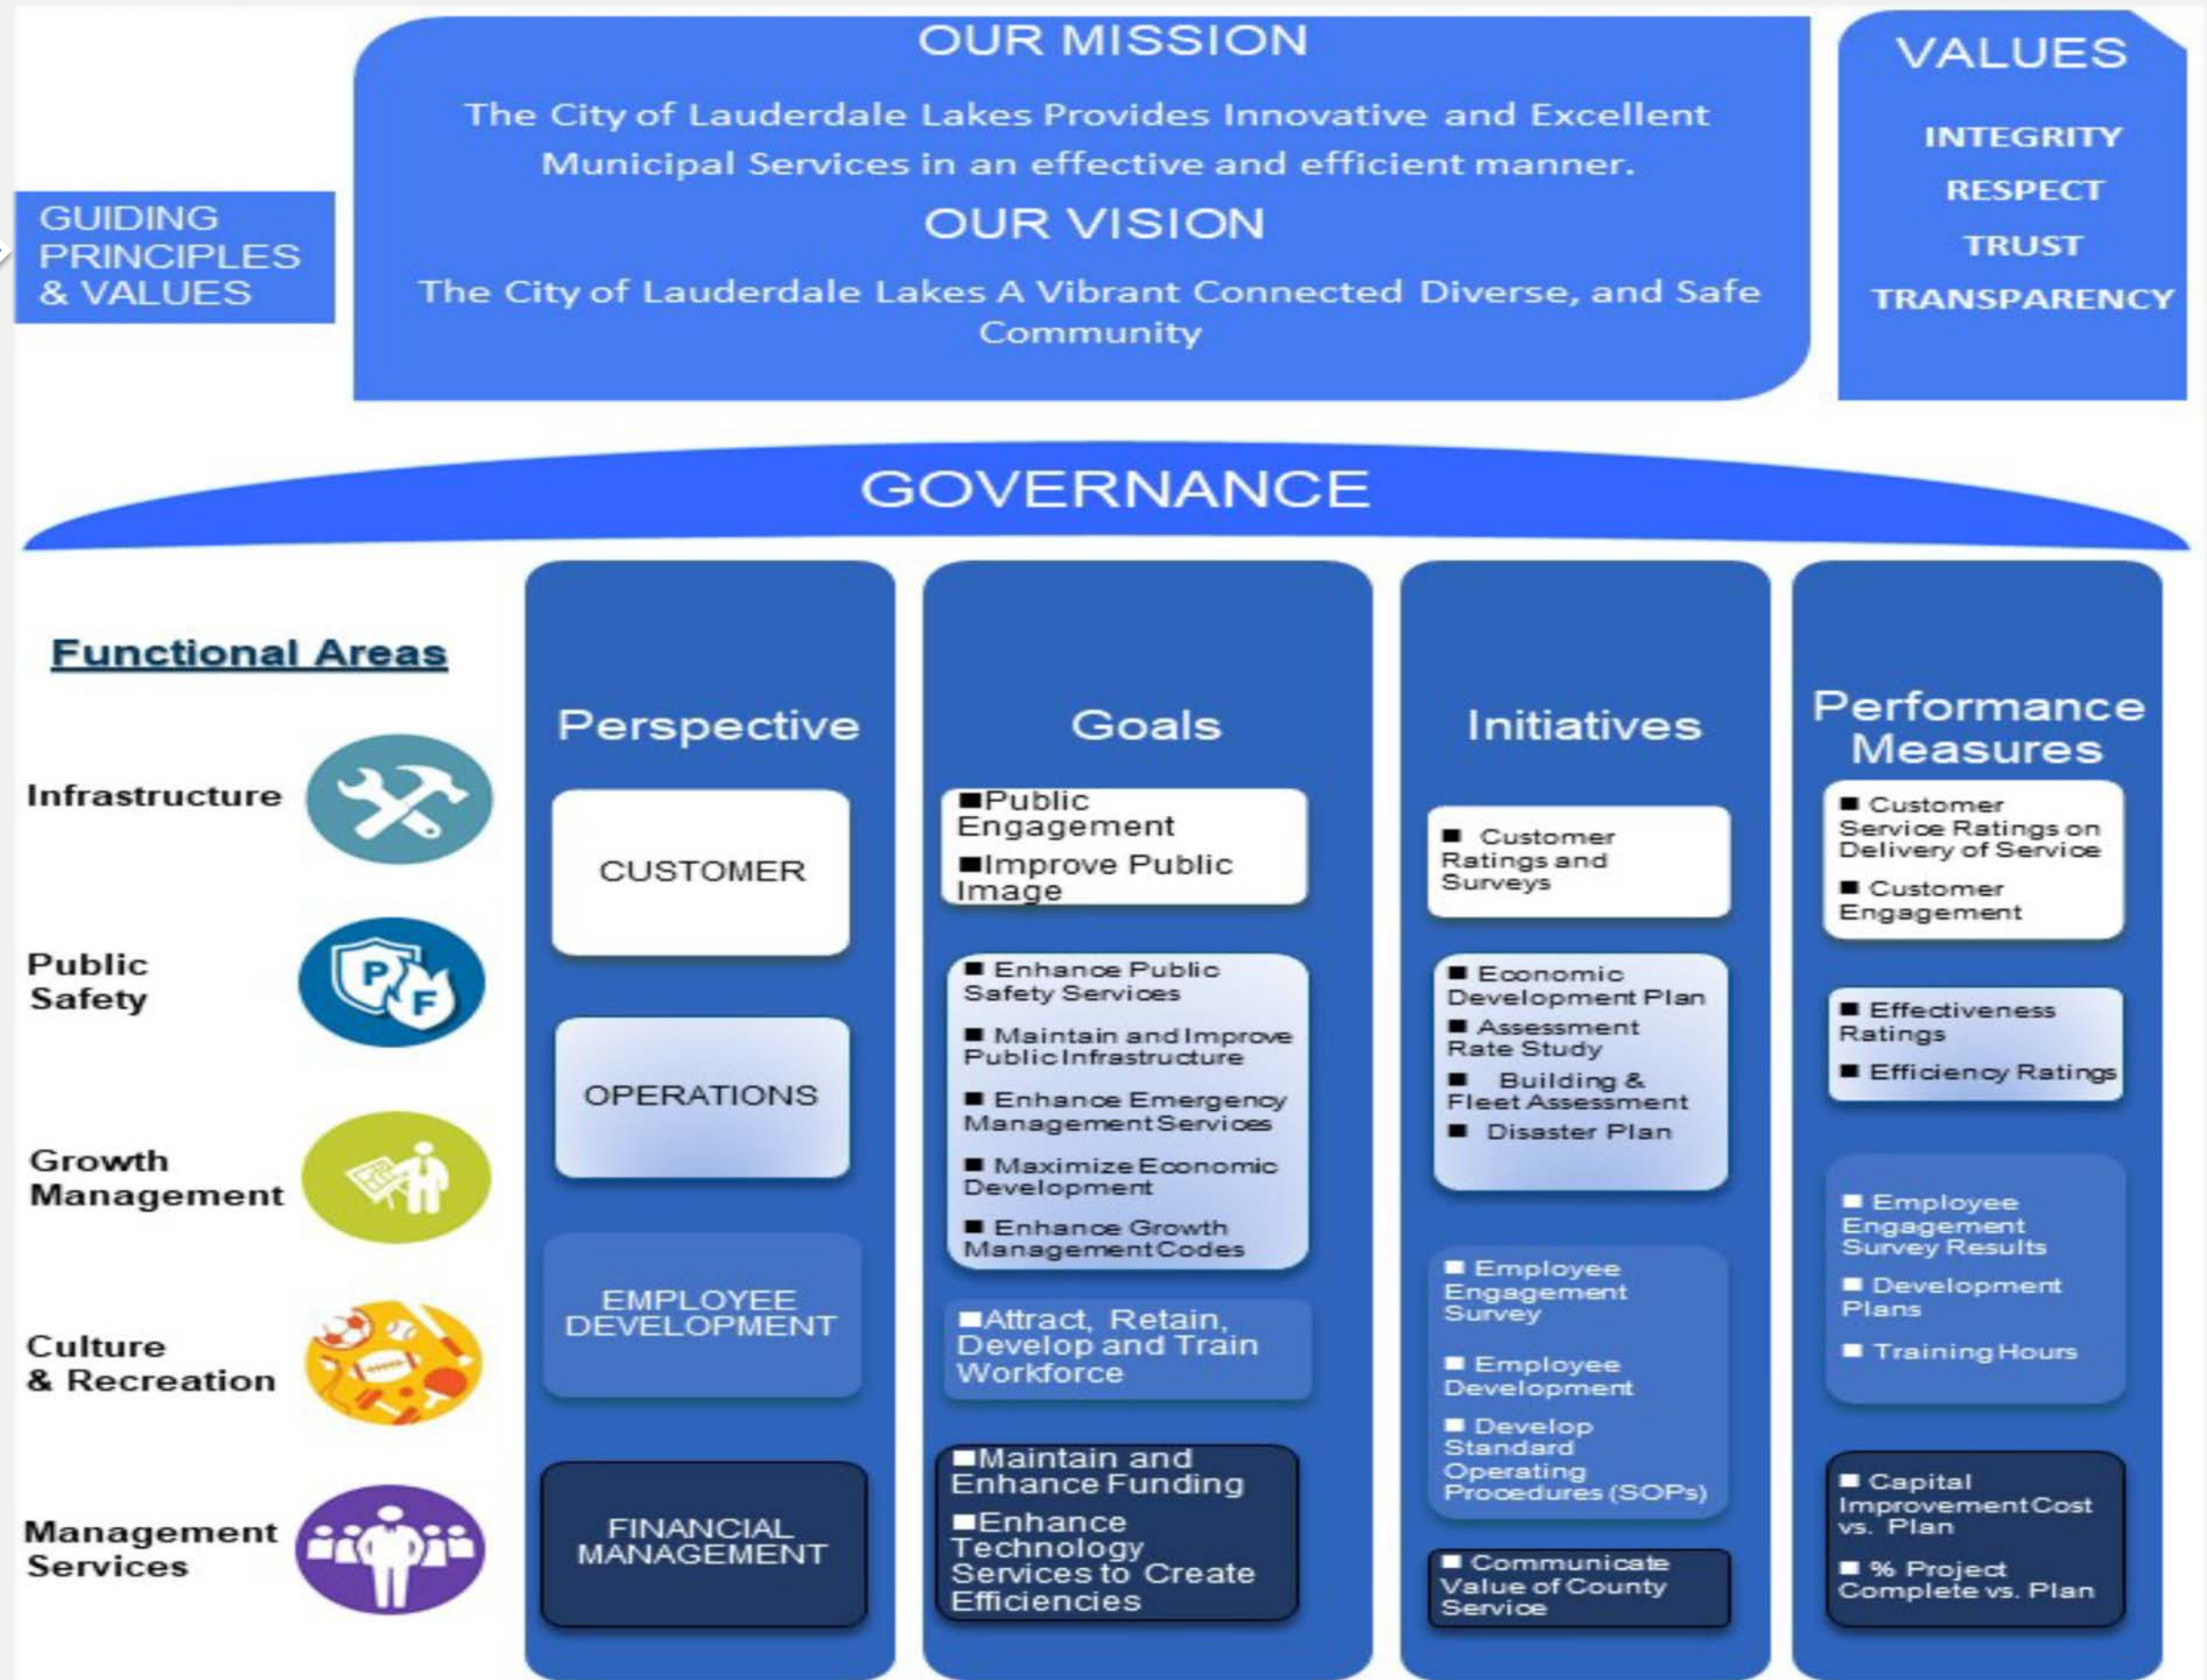 OUR MISSION
The City of Lauderdale Lakes Provides Innovative and Excellent
Municipal Services in an effective and efficient manner.
OUR VISION
The City of Lauderdale Lakes A Vibrant Connected Diverse, and Safe
Community
VALUES
INTEGRITY
RESPECT
TRUST
TRANSPARENCY
GUIDING
PRINCIPLES
& VALUES
GOVERNANCE
Functional Areas
Infrastructure
Public
Safety
P
F
Growth
Management
Culture
& Recreation
Management
Services
Perspective
CUSTOMER
OPERATIONS
EMPLOYEE
DEVELOPMENT
FINANCIAL
MANAGEMENT
Goals
■Public
Engagement
■Improve Public
Image
■ Enhance Public
Safety Services
■ Maintain and Improve
Public Infrastructure
■ Enhance Emergency
Management Services
■ Maximize Economic
Development
■ Enhance Growth
Management Codes
■Attract, Retain,
Develop and Train
Workforce
■Maintain and
Enhance Funding
■Enhance
Technology
Services to Create
Efficiencies
Initiatives
■ Customer
Ratings and
Surveys
■ Economic
Development Plan
■ Assessment
Rate Study
■ Building &
Fleet Assessment
■ Disaster Plan
■ Employee
Engagement
Survey
■ Employee
Development
■ Develop
Standard
Operating
Procedures (SOPs)
■ Communicate
Value of County
Service
Performance
Measures
■ Customer
Service Ratings on
Delivery of Service
■ Customer
Engagement
■ Effectiveness
Ratings
■ Efficiency Ratings
■ Employee
Engagement
Survey Results
■ Development
Plans
■ Training Hours
■ Capital
Improvement Cost
vs. Plan
■ % Project
Complete vs. Plan